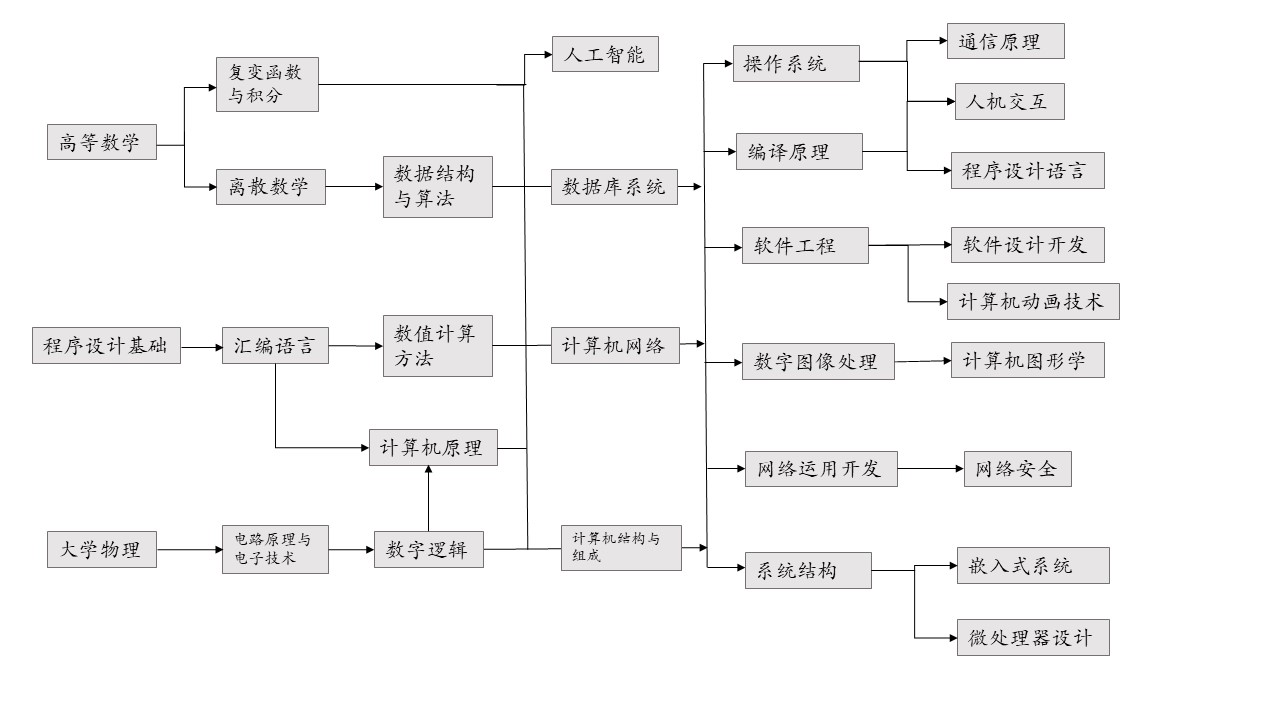 高等数学
复变函数
与积分
离散数学
数据结构
与算法
程序设计基础
汇编语言
数值计算
方法
计算机原理
大学物理
电路原理与
电子技术
数字逻辑
人工智能
数据库系统
计算机网络
计算机结构与
组成
操作系统
编译原理
软件工程
数字图像处理
网络运用开发
系统结构
通信原理
人机交互
程序设计语言
软件设计开发
计算机动画技术
计算机图形学
网络安全
嵌入式系统
微处理器设计